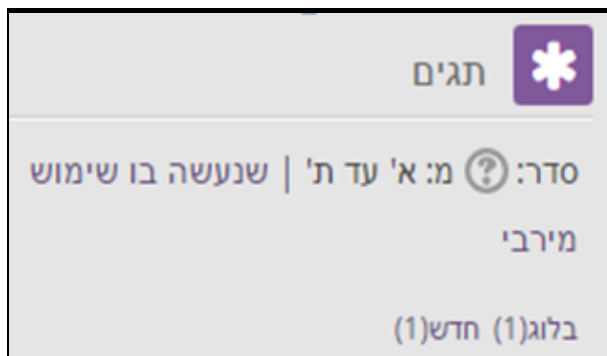 תגים
סדר: ? מ: א' עד ת' | שנעשה בו שימוש
מירבי
בלוג(1) חדש(1)